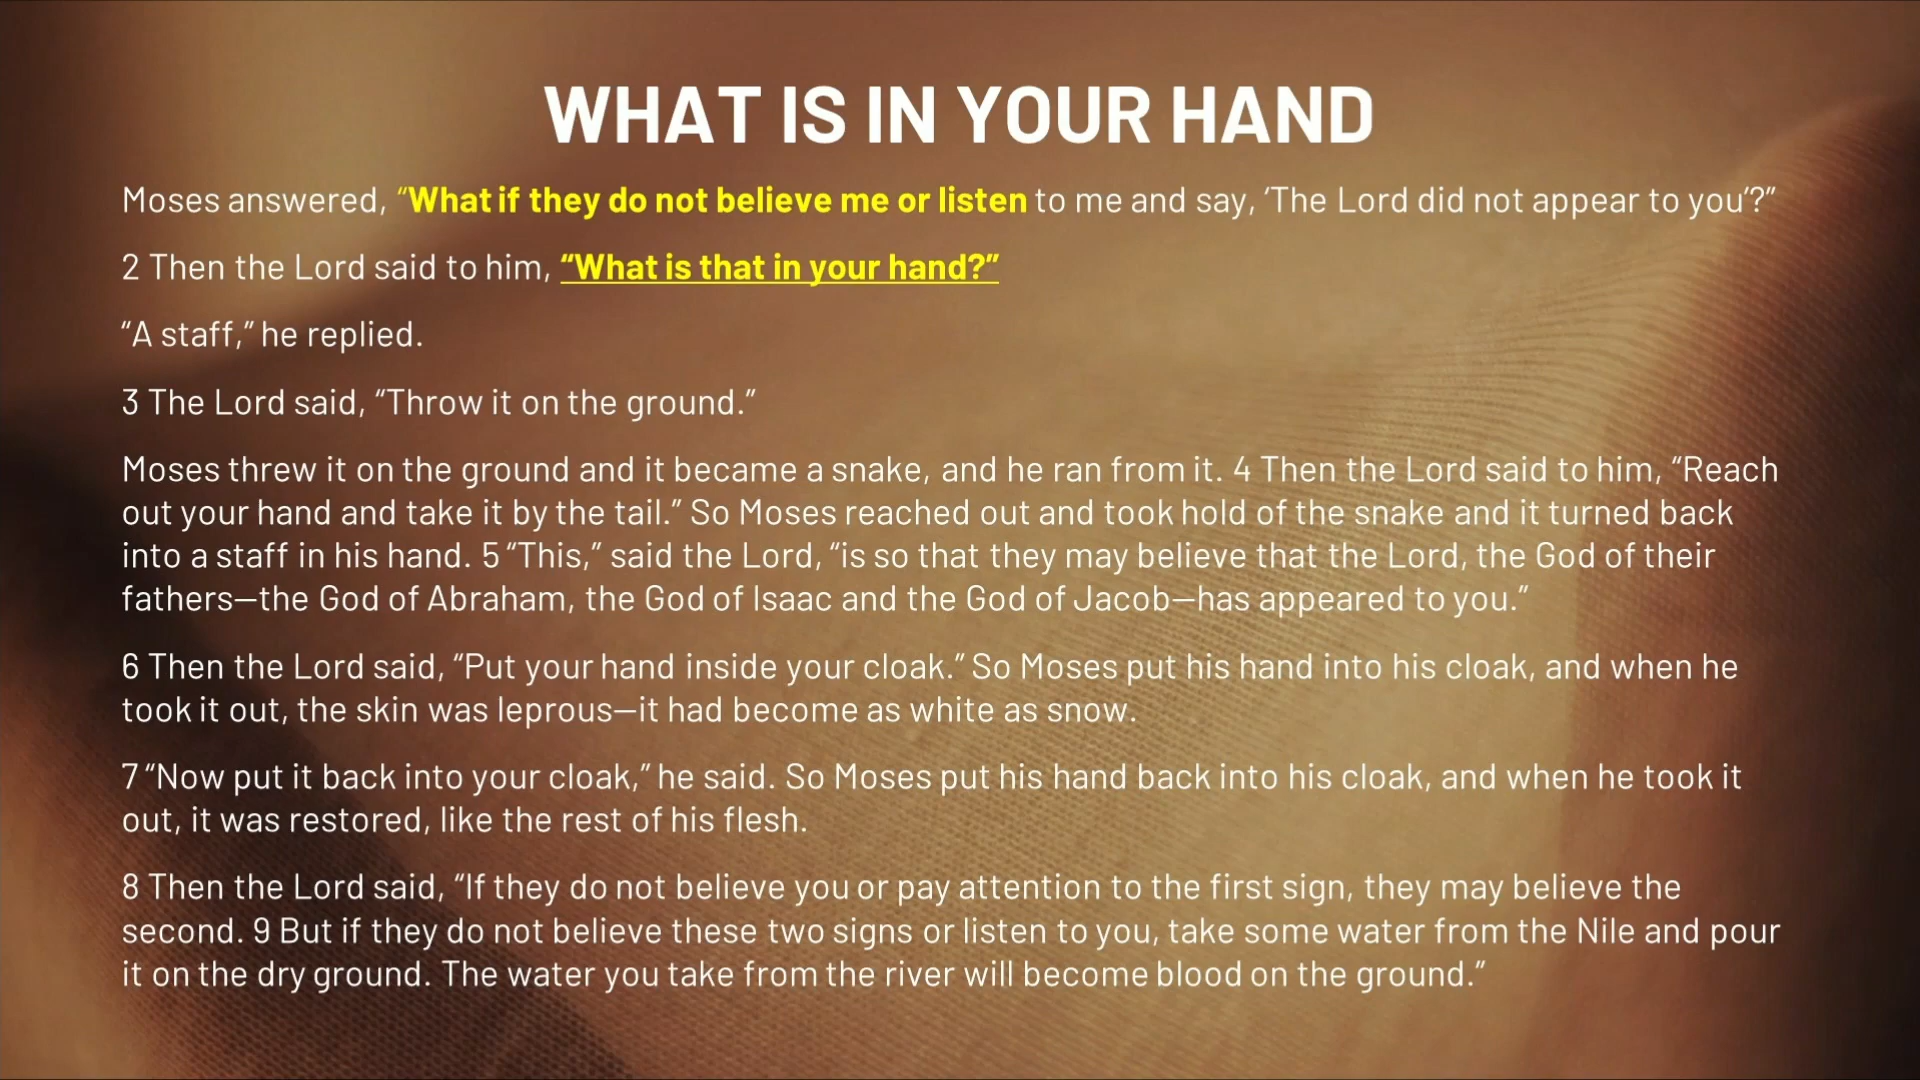 WHAT IS IN YOUR HAND
Moses answered, “What if they do not believe me or listen to me and say, ‘The Lord did not appear to you’?”
2 Then the Lord said to him, “What is that in your hand?”
“A staff,” he replied.
3 The Lord said, “Throw it on the ground.”
Moses threw it on the ground and it became a snake, and he ran from it. 4 Then the Lord said to him, “Reach
out your hand and take it by the tail.” So Moses reached out and took hold of the snake and it turned back
into a staff in his hand. 5 “This,” said the Lord, “is so that they may believe that the Lord, the God of their
fathers—the God of Abraham, the God of Isaac and the God of Jacob—has appeared to you.”
6 Then the Lord said, “Put your hand inside your cloak.” So Moses put his hand into his cloak, and when he
took it out, the skin was leprous—it had become as white as snow.
7 “Now put it back into your cloak,” he said. So Moses put his hand back into his cloak, and when he took it
out, it was restored, like the rest of his flesh.
8 Then the Lord said, “If they do not believe you or pay attention to the first sign, they may believe the
second. 9 But if they do not believe these two signs or listen to you, take some water from the Nile and pour
it on the dry ground. The water you take from the river will become blood on the ground.”